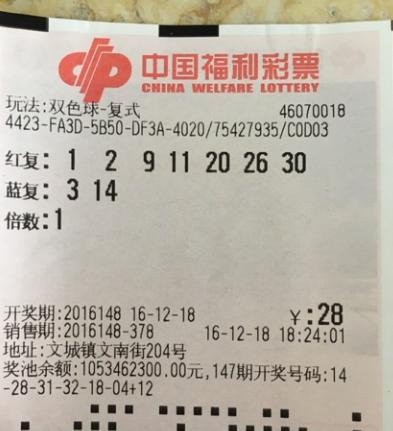 中国福利彩票
CHINA WELFARE LOTTERY
玩法:双色球-复式 46070018
4423-FA3D-5B50-DF3A-4020/75427935/C0D03
红复: 1 2 9 11 20 26 30
蓝复: 3 14
倍数:1
开奖期:2016148 16-12-18 ¥:28
销售期:2016148-378 16-12-18 18:24:01
地址:文城镇文南街204号
奖池余额:1053462300.00元,147期开奖号码:14
-28-31-32-18-04+12